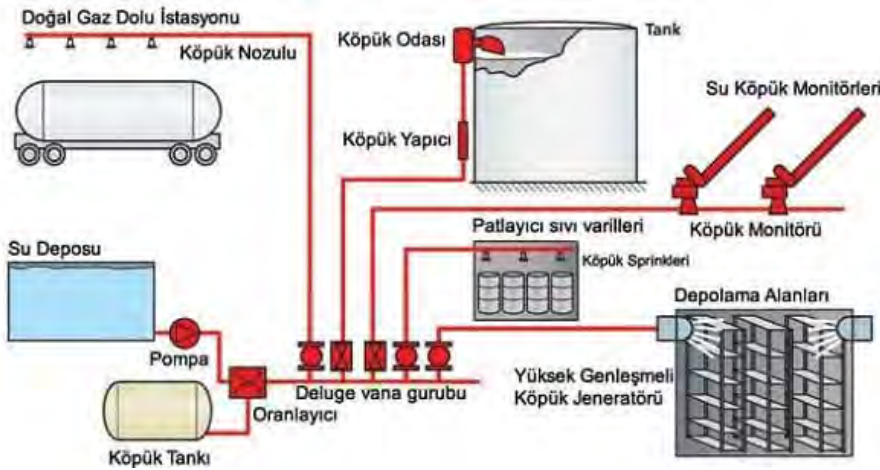 Doğal Gaz Dolu İstasyonu
Köpük Nozulu
Köpük Odası
Tank
Su Köpük Monitörleri
Köpük Yapıcı
Patlayıcı sıvı varilleri
Köpük Monitörü
Köpük Sprinkleri
Su Deposu
Depolama Alanları
Pompa
Deluge vana gurubu
Yüksek Genleşmeli
Köpük Jeneratörü
Oranlayıcı
Köpük Tankı